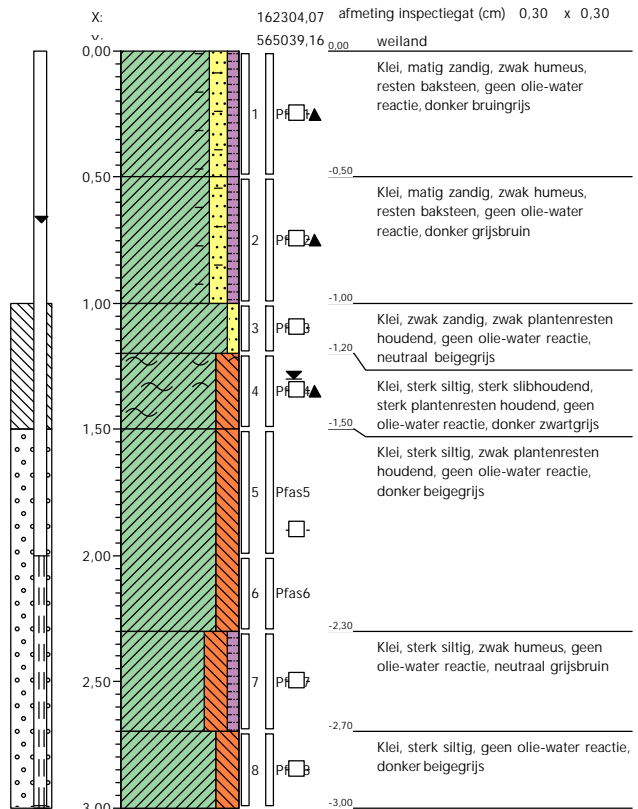 X: 162304,07 afmeting inspectiegat (cm) 0,30 x 0,30
565039,16 0,00 weiland
0,00
Klei, matig zandig, zwak humeus,
resten baksteen, geen olie-water
reactie, donker bruingrijs
1
0,50
-0,50
Klei, matig zandig, zwak humeus,
resten baksteen, geen olie-water
reactie, donker grijsbruin
2
1,00
-1,00
Klei, zwak zandig, zwak plantenresten
houdend, geen olie-water reactie,
neutraal beigegrijs
3
-1,20
Klei, sterk siltig, sterk slibhoudend,
sterk plantenresten houdend, geen
olie-water reactie, donker zwartgrijs
4
1,50
-1,50
Klei, sterk siltig, zwak plantenresten
houdend, geen olie-water reactie,
donker beigegrijs
5 Pfas5
2,00
6 Pfas6
-2,30
Klei, sterk siltig, zwak humeus, geen
olie-water reactie, neutraal grijsbruin
7
2,50
-2,70
Klei, sterk siltig, geen olie-water reactie,
donker beigegrijs
8
3,00
-3,00